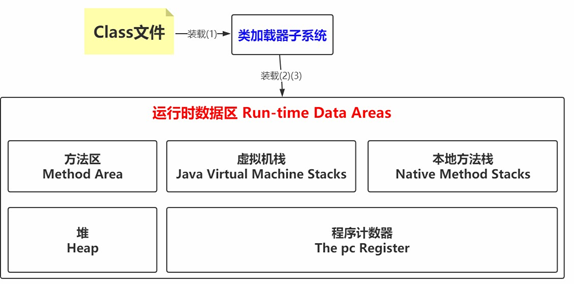 Class文件
装载(1)
类加载器子系统
装载(2)(3)
运行时数据区 Run-time Data Areas
方法区
Method Area
虚拟机栈
Java Virtual Machine Stacks
本地方法栈
Native Method Stacks
堆
Heap
程序计数器
The pc Register